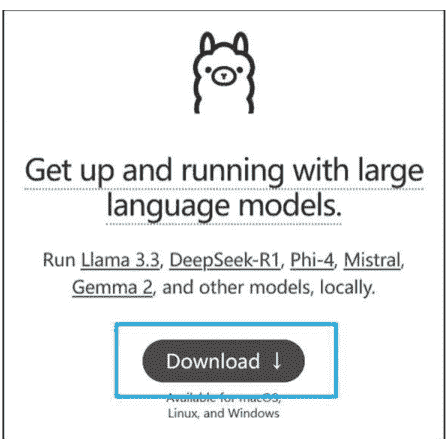 Get up and running with large
language models.
Run Llama 3.3, DeepSeek-R1, Phi-4, Mistral,
Gemma 2, and other models, locally.
Download ↓
Available for macOS,
Linux, and Windows